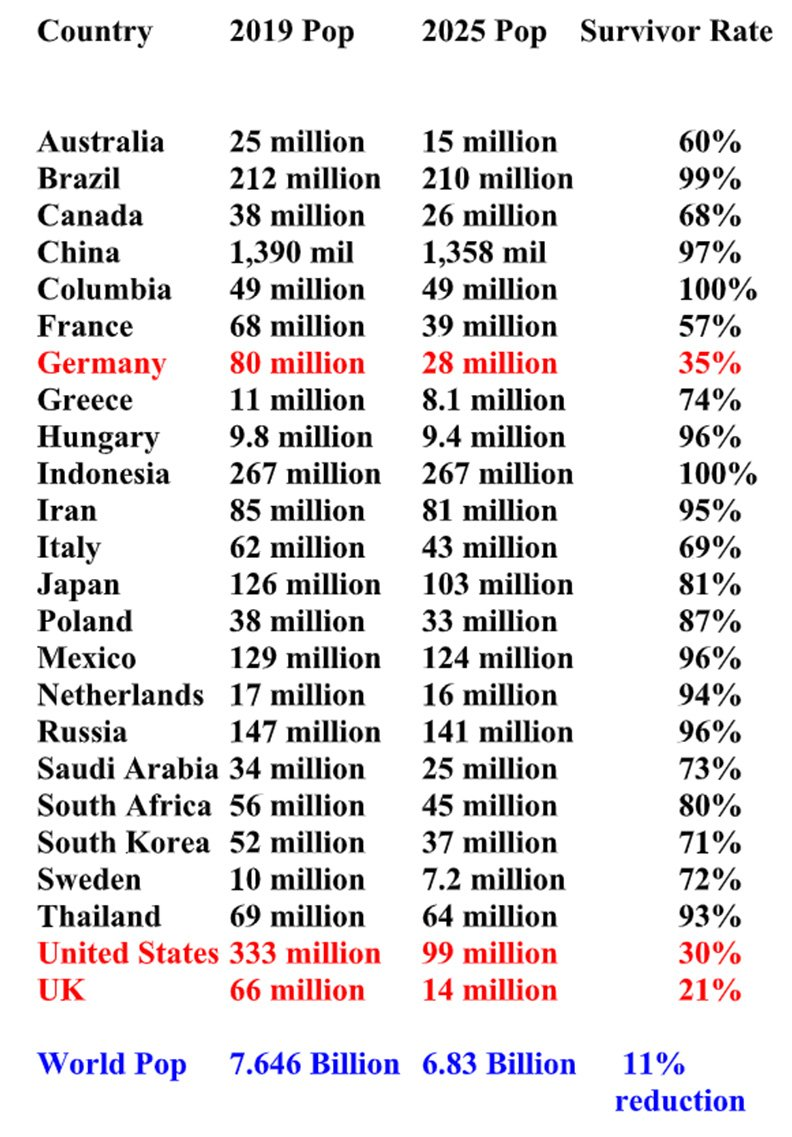 Country 2019 Pop 2025 Pop Survivor Rate
Australia 25 million 15 million 60%
Brazil 212 million 210 million 99%
Canada 38 million 26 million 68%
China 1,390 mil 1,358 mil 97%
Columbia 49 million 49 million 100%
France 68 million 39 million 57%
Germany 80 million 28 million 35%
Greece 11 million 8.1 million 74%
Hungary 9.8 million 9.4 million 96%
Indonesia 267 million 267 million 100%
Iran 85 million 81 million 95%
Italy 62 million 43 million 69%
Japan 126 million 103 million 81%
Poland 38 million 33 million 87%
Mexico 129 million 124 million 96%
Netherlands 17 million 16 million 94%
Russia 147 million 141 million 96%
Saudi Arabia 34 million 25 million 73%
South Africa 56 million 45 million 80%
South Korea 52 million 37 million 71%
Sweden 10 million 7.2 million 72%
Thailand 69 million 64 million 93%
United States 333 million 99 million 30%
UK 66 million 14 million 21%
World Pop 7.646 Billion 6.83 Billion 11%
reduction